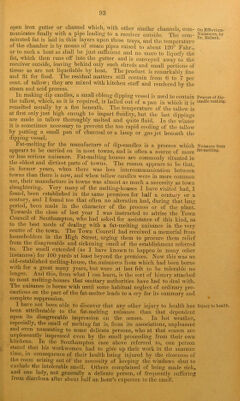 93
open iron gutter or channel which, with other similar channels, com-
municates finally with a pipe leading to a receiver outside. The com-
minuted fat is laid in thin layers upon these trays, and the temperature
of the chamber is by means of steam pipes raised to about 120° Fahr.,
or to such a heat as shall be just sufficient and no more to liquefy the
fat, which then runs off into the gutter and is conveyed away to the
receiver outside, leaving behind only such shreds and small portions of
tissue as are not liquefiable by heat. The product is remarkably fine
and fit for food. The residual matters still contain from 6 to 7 per
cent. of tallow; they are mixed with kitchen stuff and rendered by the
steam and acid process.
In making dip candles, a small oblong dipping vessel is used to contain
the tallow, which, as it is required, is ladled out of a pan in which it is
remelted usually by a fire beneath. The temperature of the tallow is
at first only just high enough to impart fluidity, but the last dippings
are made in tallow thoroughly melted and quite fluid. In the winter
it is sometimes necessary to prevent the too rapid cooling of the tallow
by putting a small pan of charcoal or a lamp or gas-jet beneath the
dipping vessel.
Fat-melting for the manufacture of dip-candles is a process which
appears to be carried on in most towns, and is often a source of more
or less serious nuisance. Fat-melting houses are commonly situated in
the oldest and dirtiest parts of towns. The reason appears to be that,
in former years, when there was less intercommunication between
towns than there is now, and when tallow candles were in more common
use, their manufacture in towns was almost as much a necessity as town
slaughtering. Very many of the melting-houses I have visited had, I
found, been established in the same premises for half a century or a
century, and I found too that often no alteration had, during that long
period, been made in the character of the process or of the plant.
Towards the close of last year I was instructed to advise the Town
Council of Southampton, who had asked for assistance of this kind, as
to the best mode of dealing with a fat-melting nuisance in the very
centre of the town. The Town Council had received a memorial from
shopkeepers in the High Street, urging them to protect their trade
from the disagreeable and sickening smell of the establishment referred
to. The smell extended (as I have known to happen in many other
instances) for 100 yards at least beyond the premises. Now this was an
old-established melting-house, the nuisances from which had been borne
with for a great many years, but were at last felt to be tolerable no
longer. And this, from what I can learn, is the sort of history attached
to most melting-houses that sanitary authorities have had to deal with.
The nuisance is borne with until some habitual neglect of ordinary pre-
cautions on the part of the fat-melter leads to a cry for its summary and
complete suppression.
I have not been able to discover that any other injury to health has
been attributable to the fat-melting nuisance than that dependent
upon its disagreeable impression on the senses. In hot weather,
especially, the smell of melting fat is, from its associations, unpleasant
and even nauseating to some delicate persons, who at that season are
unpleasantly impressed even by the smell proceeding from their own
kitchens. In the Southampton case above referred to, one person
stated that his workwomen had to give up work in the summer
time, in consequence of their health being injured by the closeness of
the room arising out of the necessity of keeping the windows shut to
exclude the intolerable smell. Others complained of being made sick,
and one lady, not generally a delicate person, of frequently suffering
from diarrhœa after about half an hour's exposure to the smell.
On Effluvium-
Nuisances, by
Dr. Ballard.
Process of dip-
candle making.
Injury to health.